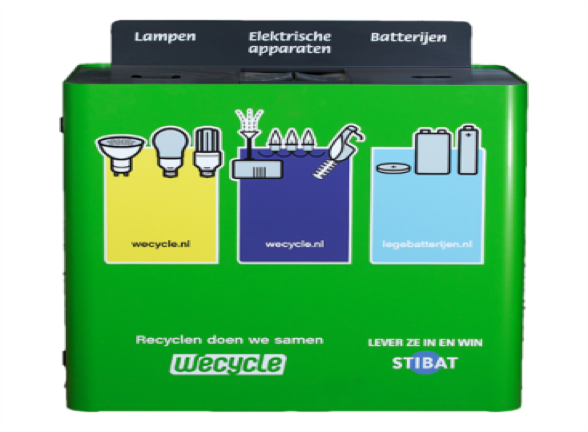 Lampen
Elektrische
apparaten
Batterijen
wecycle.nl
wecycle.nl
legebatterijen.nl
Recyclen doen we samen
wecycle
LEVER ZE IN EN WIN
STIBAT